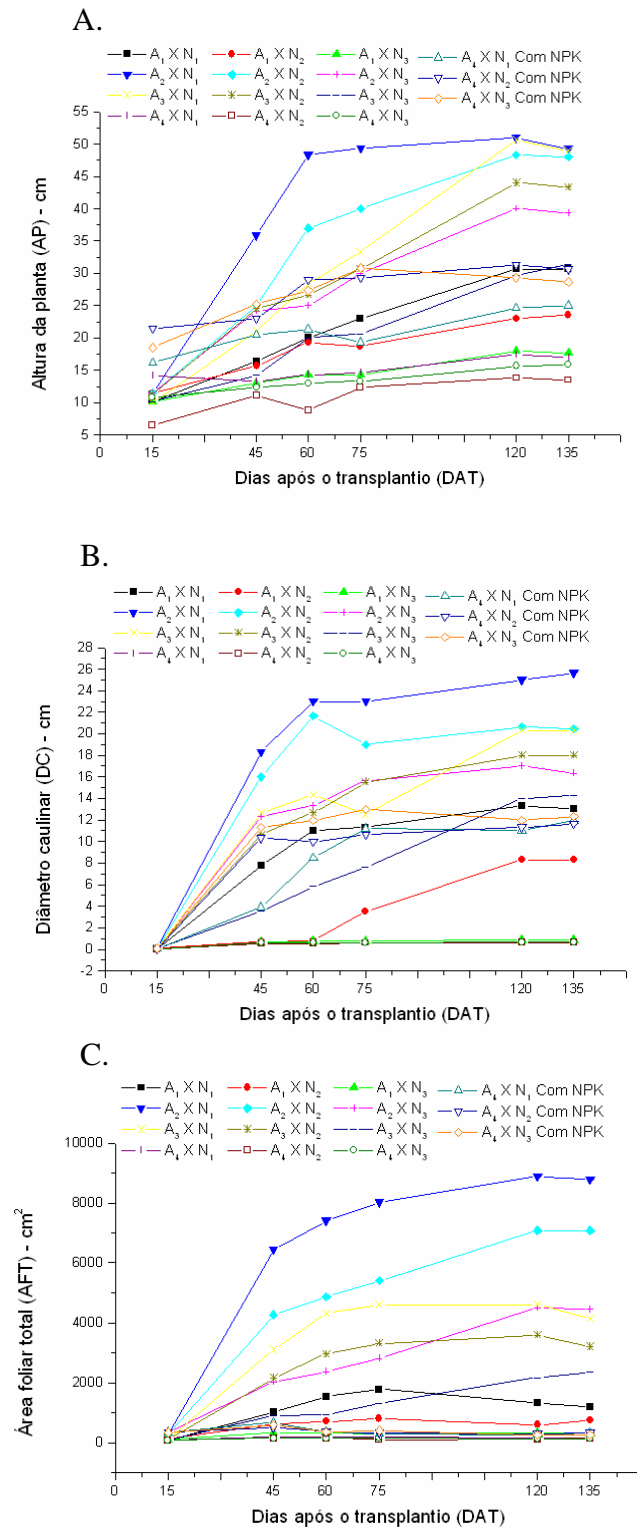 A.
A₁ X N₁ A₁ X N₂ A₁ X N₃ A₄ X N₁ Com NPK
A₂ X N₁ A₂ X N₂ A₂ X N₃ A₄ X N₂ Com NPK
A₃ X N₁ A₃ X N₂ A₃ X N₃ A₄ X N₃ Com NPK
A₄ X N₁ A₄ X N₂ A₄ X N₃
Altura da planta (AP) - cm
55
50
45
40
35
30
25
20
15
10
5
0 15 45 60 75 120 135
Dias após o transplantio (DAT)
B.
A₁ X N₁ A₁ X N₂ A₁ X N₃ A₄ X N₁ Com NPK
A₂ X N₁ A₂ X N₂ A₂ X N₃ A₄ X N₂ Com NPK
A₃ X N₁ A₃ X N₂ A₃ X N₃ A₄ X N₃ Com NPK
A₄ X N₁ A₄ X N₂ A₄ X N₃
Diâmetro caulinar (DC) - cm
28
26
24
22
20
18
16
14
12
10
8
6
4
2
0
-2
0 15 45 60 75 120 135
Dias após o transplantio (DAT)
C.
A₁ X N₁ A₁ X N₂ A₁ X N₃ A₄ X N₁ Com NPK
A₂ X N₁ A₂ X N₂ A₂ X N₃ A₄ X N₂ Com NPK
A₃ X N₁ A₃ X N₂ A₃ X N₃ A₄ X N₃ Com NPK
A₄ X N₁ A₄ X N₂ A₄ X N₃
Área foliar total (AFT) - cm²
10000
8000
6000
4000
2000
0
0 15 45 60 75 120 135
Dias após o transplantio (DAT)